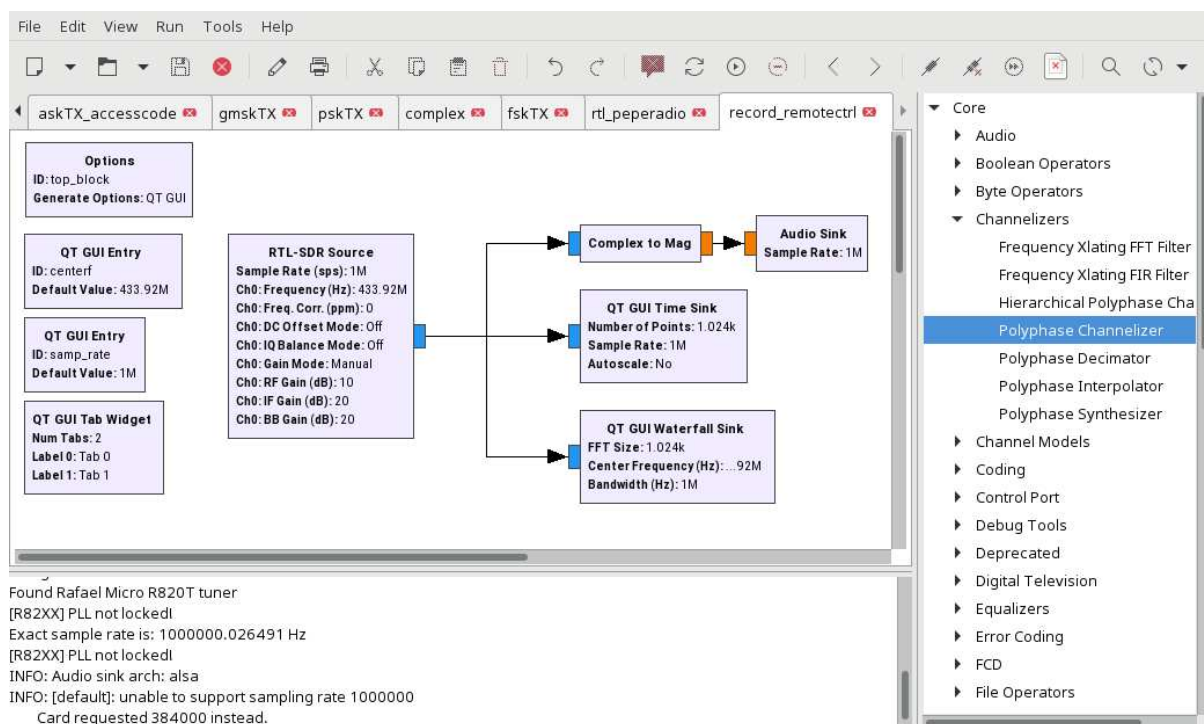 File Edit View Run Tools Help
askTX_accesscode gmskTX pskTX complex fskTX rtl_peperadio record_remotectrl
Options
ID: top_block
Generate Options: QT GUI
QT GUI Entry
ID: centerf
Default Value: 433.92M
QT GUI Entry
ID: samp_rate
Default Value: 1M
QT GUI Tab Widget
Num Tabs: 2
Label 0: Tab 0
Label 1: Tab 1
RTL-SDR Source
Sample Rate (sps): 1M
Ch0: Frequency (Hz): 433.92M
Ch0: Freq. Corr. (ppm): 0
Ch0: DC Offset Mode: Off
Ch0: IQ Balance Mode: Off
Ch0: Gain Mode: Manual
Ch0: RF Gain (dB): 10
Ch0: IF Gain (dB): 20
Ch0: BB Gain (dB): 20
Complex to Mag
Audio Sink
Sample Rate: 1M
QT GUI Time Sink
Number of Points: 1.024k
Sample Rate: 1M
Autoscale: No
QT GUI Waterfall Sink
FFT Size: 1.024k
Center Frequency (Hz): ...92M
Bandwidth (Hz): 1M
Found Rafael Micro R820T tuner
[R82XX] PLL not locked!
Exact sample rate is: 1000000.026491 Hz
[R82XX] PLL not locked!
INFO: Audio sink arch: alsa
INFO: [default]: unable to support sampling rate 1000000
Card requested 384000 instead.
Core
Audio
Boolean Operators
Byte Operators
Channelizers
Frequency Xlating FFT Filter
Frequency Xlating FIR Filter
Hierarchical Polyphase Cha
Polyphase Channelizer
Polyphase Decimator
Polyphase Interpolator
Polyphase Synthesizer
Channel Models
Coding
Control Port
Debug Tools
Deprecated
Digital Television
Equalizers
Error Coding
FCD
File Operators